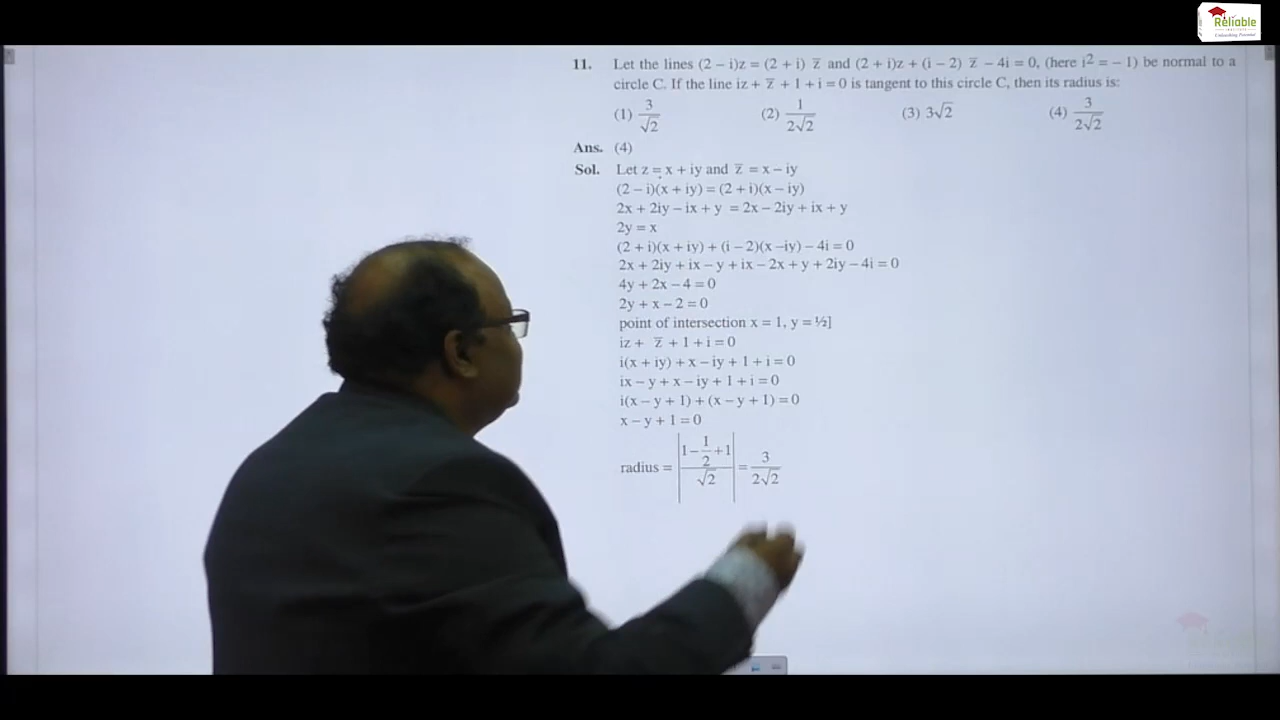 Reliable
INSTITUTE
Unleashing Potential
11. Let the lines (2 − i)z = (2 + i) z̅ and (2 + i)z + (i − 2) z̅ − 4i = 0, (here i² = − 1) be normal to a
circle C. If the line iz + z̅ + 1 + i = 0 is tangent to this circle C, then its radius is:
(1) 3/√2 (2) 1/2√2 (3) 3√2 (4) 3/2√2
Ans. (4)
Sol. Let z = x + iy and z̅ = x − iy
(2 − i)(x + iy) = (2 + i)(x − iy)
2x + 2iy − ix + y = 2x − 2iy + ix + y
2y = x
(2 + i)(x + iy) + (i − 2)(x −iy) − 4i = 0
2x + 2iy + ix − y + ix − 2x + y + 2iy − 4i = 0
4y + 2x − 4 = 0
2y + x − 2 = 0
point of intersection x = 1, y = ½]
iz + z̅ + 1 + i = 0
i(x + iy) + x − iy + 1 + i = 0
ix − y + x − iy + 1 + i = 0
i(x − y + 1) + (x − y + 1) = 0
x − y + 1 = 0
radius = |(1 − 1/2 + 1)/√2| = 3/2√2